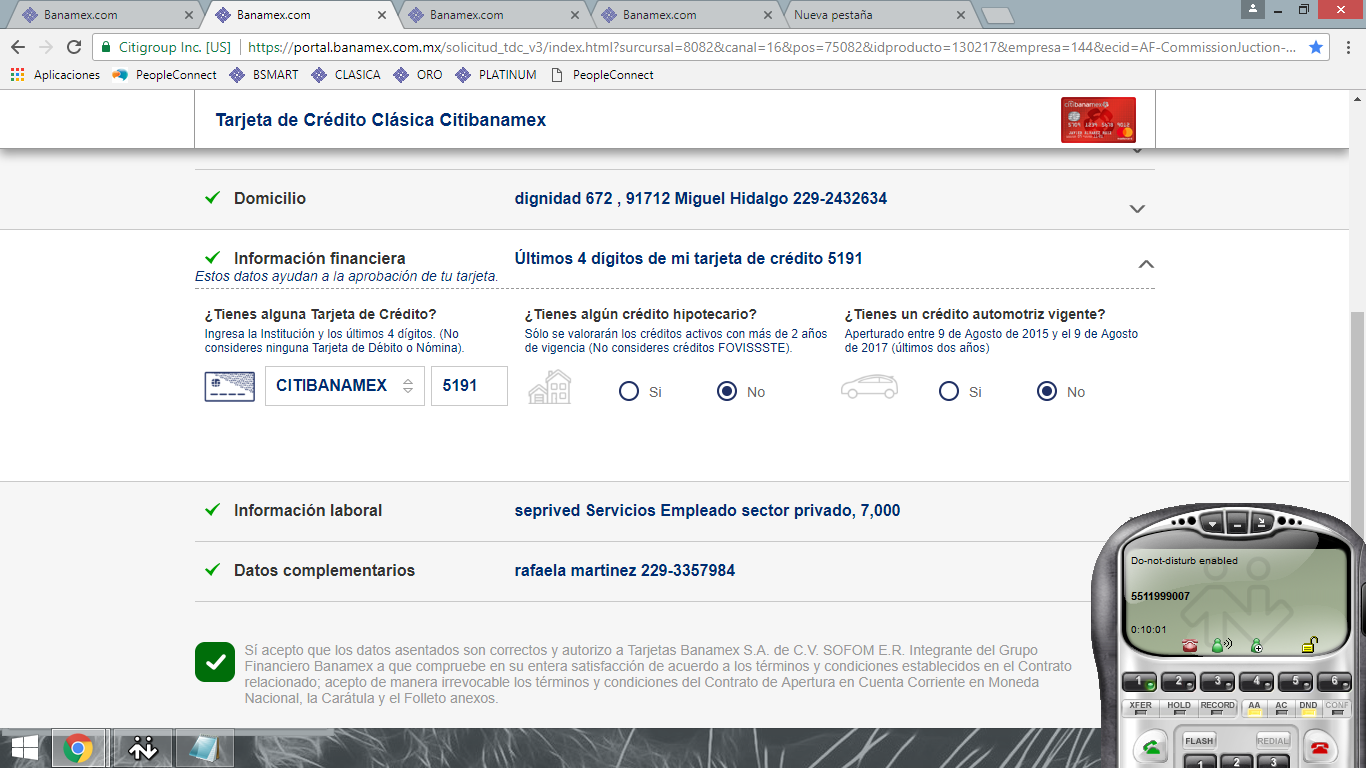 Banamex.com
Banamex.com
Banamex.com
Banamex.com
Nueva pestaña
Citigroup Inc. [US]
https://portal.banamex.com.mx/solicitud_tdc_v3/index.html?surcursal=8082&canal=16&pos=75082&idproducto=130217&empresa=144&ecid=AF-CommissionJuction-...
Aplicaciones PeopleConnect BSMART CLASICA ORO PLATINUM PeopleConnect
Tarjeta de Crédito Clásica Citibanamex
citibanamex
Domicilio
dignidad 672 , 91712 Miguel Hidalgo 229-2432634
Información financiera
Últimos 4 dígitos de mi tarjeta de crédito 5191
Estos datos ayudan a la aprobación de tu tarjeta.
¿Tienes alguna Tarjeta de Crédito?
Ingresa la Institución y los últimos 4 digitos. (No
consideres ninguna Tarjeta de Débito o Nómina).
CITIBANAMEX
5191
¿Tienes algún crédito hipotecario?
Sólo se valorarán los créditos activos con más de 2 años
de vigencia (No consideres créditos FOVISSSTE).
Si
No
¿Tienes un crédito automotriz vigente?
Aperturado entre 9 de Agosto de 2015 y el 9 de Agosto
de 2017 (últimos dos años)
Si
No
Información laboral
seprived Servicios Empleado sector privado, 7,000
Datos complementarios
rafaela martinez 229-3357984
Sí acepto que los datos asentados son correctos y autorizo a Tarjetas Banamex S.A. de C.V. SOFOM E.R. Integrante del Grupo
Financiero Banamex a que compruebe en su entera satisfacción de acuerdo a los términos y condiciones establecidos en el Contrato
relacionado; acepto de manera irrevocable los términos y condiciones del Contrato de Apertura en Cuenta Corriente en Moneda
Nacional, la Carátula y el Folleto anexos.
Do-not-disturb enabled
5511999007
0:10:01
1 2 3 4 5 6
XFER HOLD RECORD AA AC DND CONF
FLASH REDIAL
1 2 3